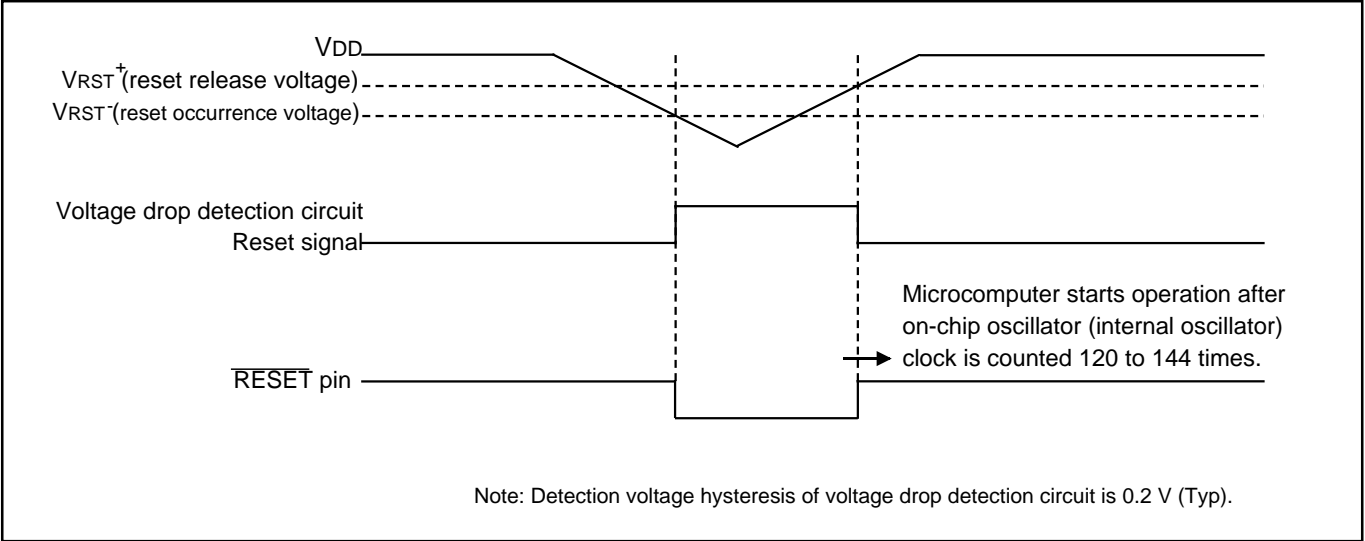 VDD
VRST+(reset release voltage)
VRST-(reset occurrence voltage)
Voltage drop detection circuit
Reset signal
Microcomputer starts operation after
on-chip oscillator (internal oscillator)
clock is counted 120 to 144 times.
RESET pin
Note: Detection voltage hysteresis of voltage drop detection circuit is 0.2 V (Typ).